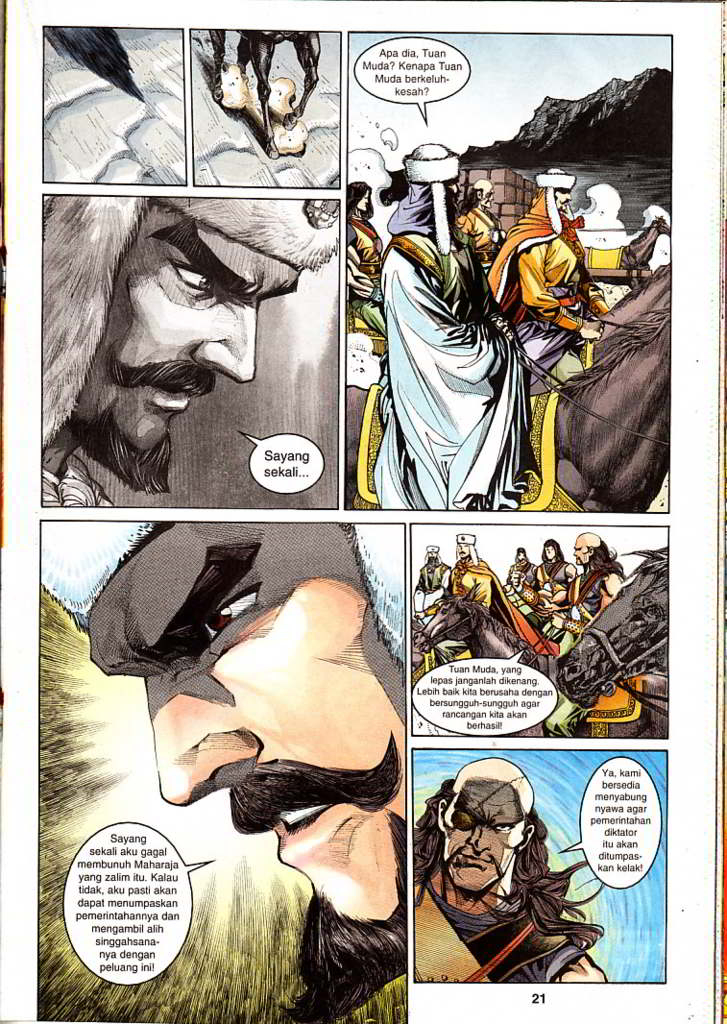 Apa dia, Tuan
Muda? Kenapa Tuan
Muda berkeluh-
kesah?
Sayang
sekali...
Sayang
sekali aku gagal
membunuh Maharaja
yang zalim itu. Kalau
tidak, aku pasti akan
dapat menumpaskan
pemerintahannya dan
mengambil alih
singgahsana-
nya dengan
peluang ini!
Tuan Muda, yang
lepas janganlah dikenang.
Lebih baik kita berusaha dengan
bersungguh-sungguh agar
rancangan kita akan
berhasil!
Ya, kami
bersedia
menyabung
nyawa agar
pemerintahan
diktator
itu akan
ditumpas-
kan kelak!
21